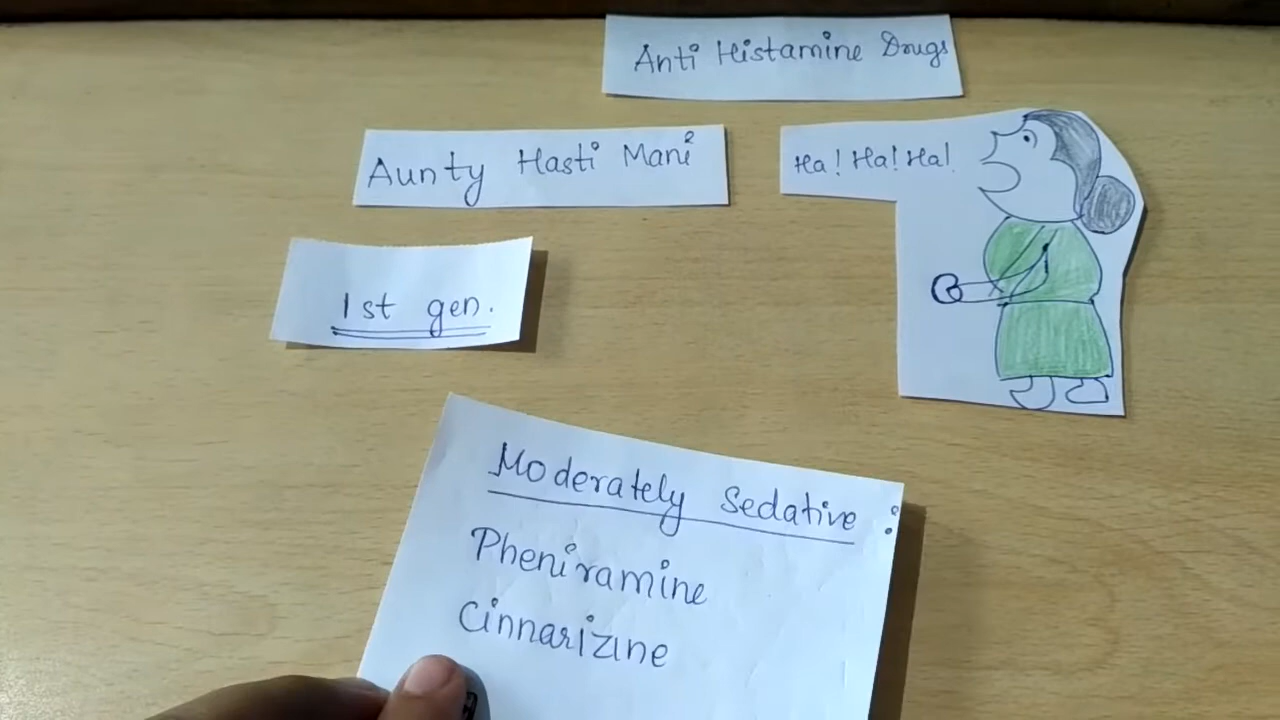 Anti Histamine Drugs
Aunty Hasti Mani
Ha! Ha! Ha!
1st gen.
Moderately Sedative :
Pheniramine
Cinnarizine